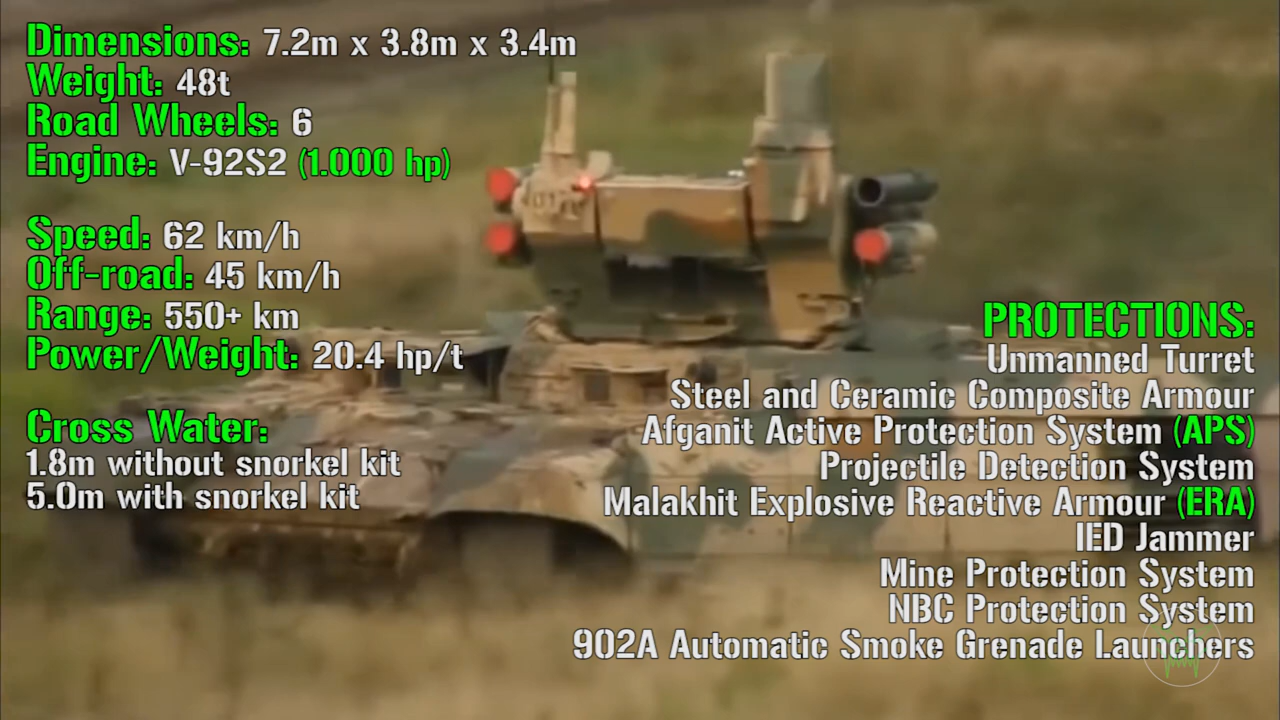 Dimensions: 7.2m x 3.8m x 3.4m
Weight: 48t
Road Wheels: 6
Engine: V-92S2 (1.000 hp)
Speed: 62 km/h
Off-road: 45 km/h
Range: 550+ km
Power/Weight: 20.4 hp/t
Cross Water:
1.8m without snorkel kit
5.0m with snorkel kit
PROTECTIONS:
Unmanned Turret
Steel and Ceramic Composite Armour
Afganit Active Protection System (APS)
Projectile Detection System
Malakhit Explosive Reactive Armour (ERA)
IED Jammer
Mine Protection System
NBC Protection System
902A Automatic Smoke Grenade Launchers